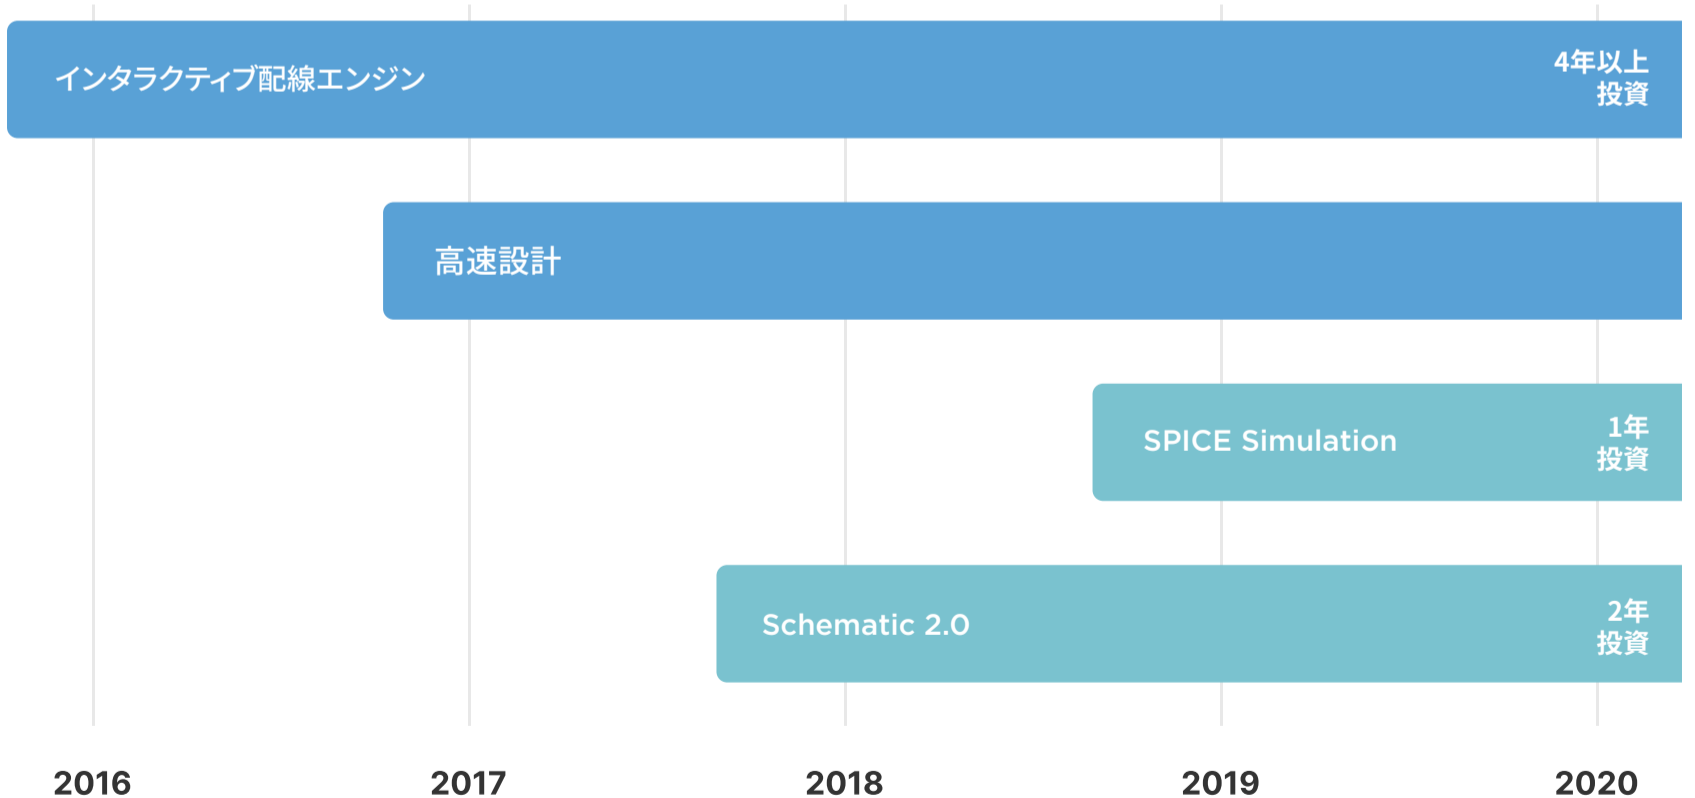 インタラクティブ配線エンジン
4年以上
投資
高速設計
SPICE Simulation
1年
投資
Schematic 2.0
2年
投資
2016
2017
2018
2019
2020